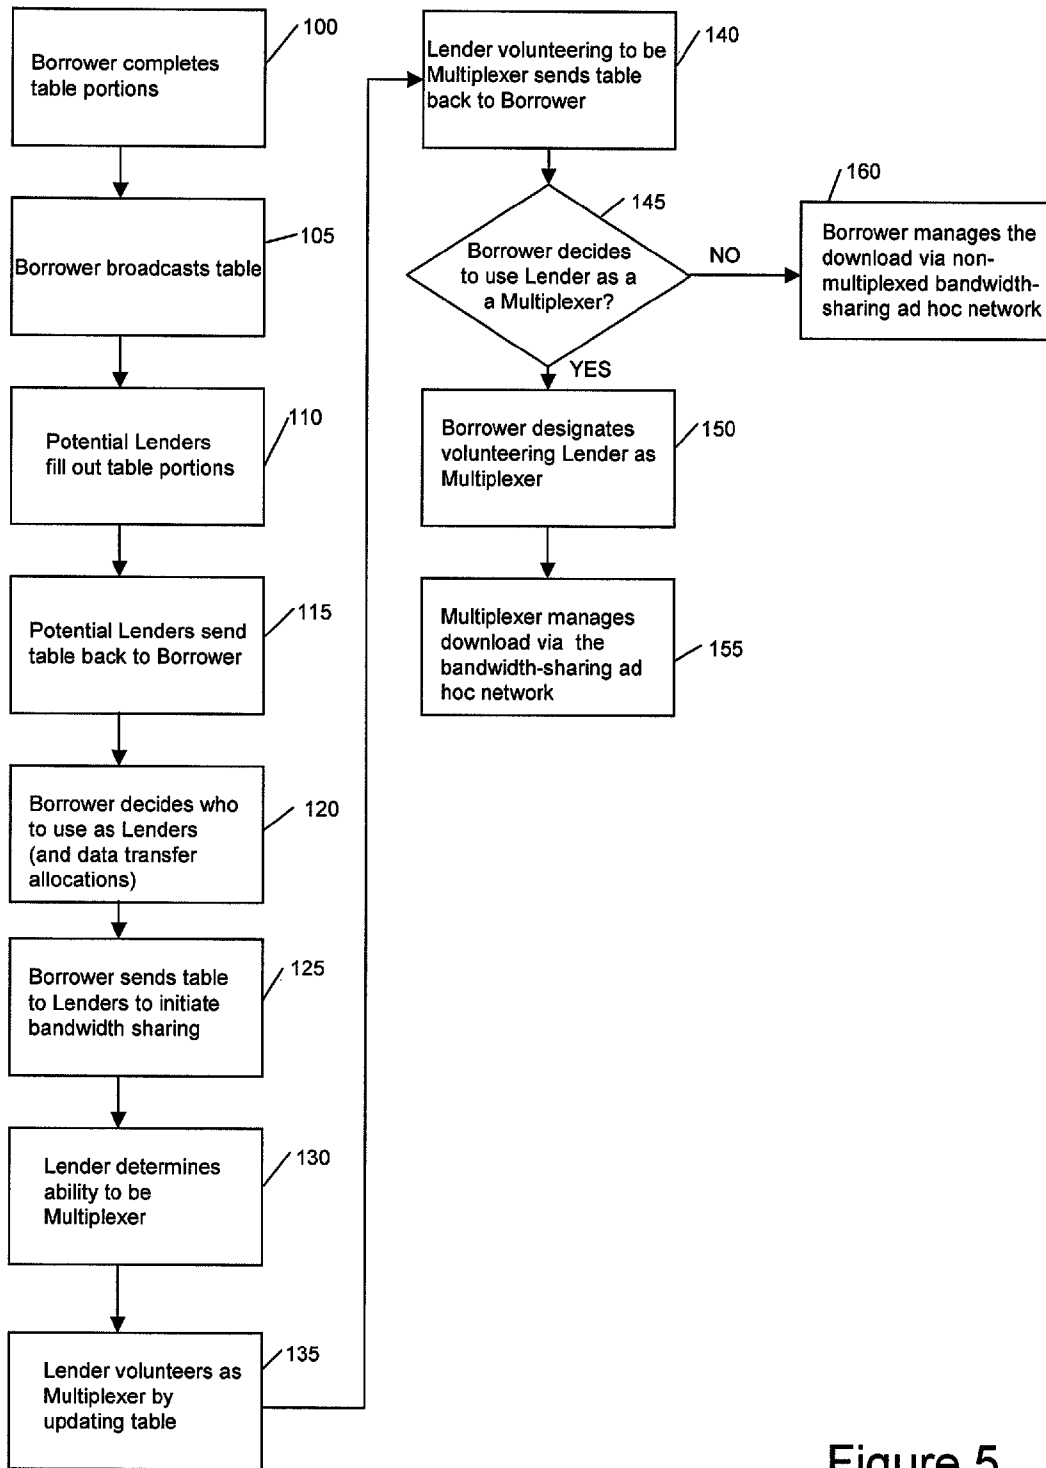 100
Borrower completes
table portions
105
Borrower broadcasts table
110
Potential Lenders
fill out table portions
115
Potential Lenders send
table back to Borrower
120
Borrower decides who
to use as Lenders
(and data transfer
allocations)
125
Borrower sends table
to Lenders to initiate
bandwidth sharing
130
Lender determines
ability to be
Multiplexer
135
Lender volunteers as
Multiplexer by
updating table
140
Lender volunteering to be
Multiplexer sends table
back to Borrower
145
Borrower decides
to use Lender as a
a Multiplexer?
NO
160
Borrower manages the
download via non-
multiplexed bandwidth-
sharing ad hoc network
YES
150
Borrower designates
volunteering Lender as
Multiplexer
155
Multiplexer manages
download via the
bandwidth-sharing ad
hoc network
Figure 5